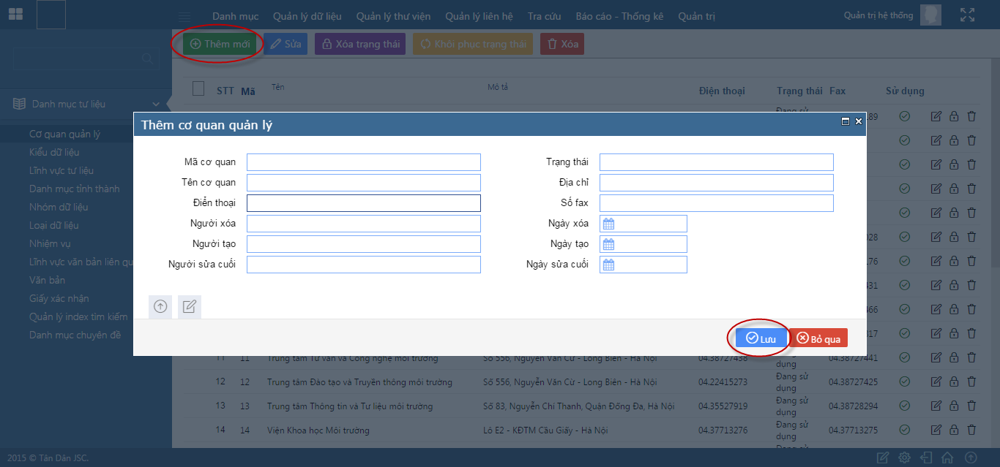 Danh mục Quản lý dữ liệu Quản lý thư viện Quản lý liên hệ Tra cứu Báo cáo - Thống kê Quản trị Quản trị hệ thống
Thêm mới Sửa Xóa trạng thái Khôi phục trạng thái Xóa
STT Mã Tên Mô tả Điện thoại Trạng thái Fax Sử dụng
Danh mục tư liệu
Cơ quan quản lý
Kiểu dữ liệu
Lĩnh vực tư liệu
Danh mục tỉnh thành
Nhóm dữ liệu
Loại dữ liệu
Nhiệm vụ
Lĩnh vực văn bản liên qu
Văn bản
Giấy xác nhận
Quản lý index tìm kiếm
Danh mục chuyên đề
Đang sử
189
028
176
431
466
317
Thêm cơ quan quản lý
Mã cơ quan Trạng thái
Tên cơ quan Địa chỉ
Điển thoại Số fax
Người xóa Ngày xóa
Người tạo Ngày tạo
Người sửa cuối Ngày sửa cuối
Lưu Bỏ qua
11 11 Trung tâm Tư vấn và Công nghệ môi trường Số 556, Nguyễn Văn Cừ - Long Biên - Hà Nội 04.38727438 04.38727441
dụng
12 12 Trung tâm Đào tạo và Truyền thông môi trường Số 556, Nguyễn Văn Cừ - Long Biên - Hà Nội 04.22415273 Đang sử dụng 04.38727425
13 13 Trung tâm Thông tin và Tư liệu môi trường Số 83, Nguyễn Chí Thanh, Quận Đống Đa, Hà Nội 04.35527919 Đang sử dụng 04.38728294
14 14 Viện Khoa học Môi trường Lô E2 - KĐTM Cầu Giấy - Hà Nội 04.37713276 Đang sử dụng 04.37713275
2015 © Tân Dân JSC.